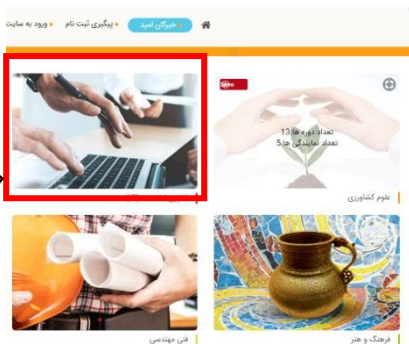 خبرگان امید
پیگیری ثبت نام
ورود به سایت
Save
تعداد دوره ها:13
تعداد نمایندگی ها:5
علوم کشاورزی
فرهنگ و هنر
فنی مهندسی